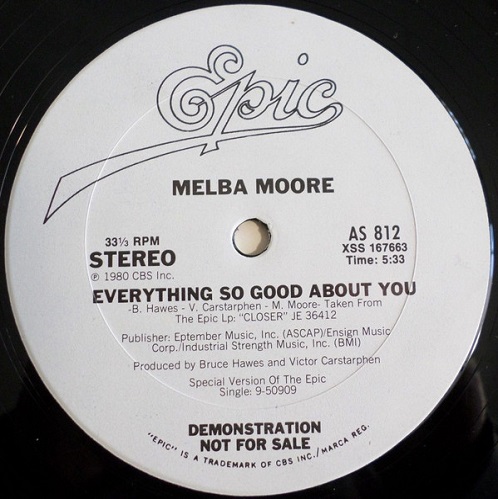 Epic
MELBA MOORE
33⅓ RPM
STEREO
℗ 1980 CBS Inc.
AS 812
XSS 167663
Time: 5:33
EVERYTHING SO GOOD ABOUT YOU
-B. Hawes - V. Carstarphen - M. Moore- Taken From
The Epic Lp: "CLOSER" JE 36412
Publisher: Eptember Music, Inc. (ASCAP)/Ensign Music
Corp./Industrial Strength Music, Inc. (BMI)
Produced by Bruce Hawes and Victor Carstarphen
Special Version Of The Epic
Single: 9-50909
DEMONSTRATION
NOT FOR SALE
"EPIC" IS A TRADEMARK OF CBS INC./MARCA REG.